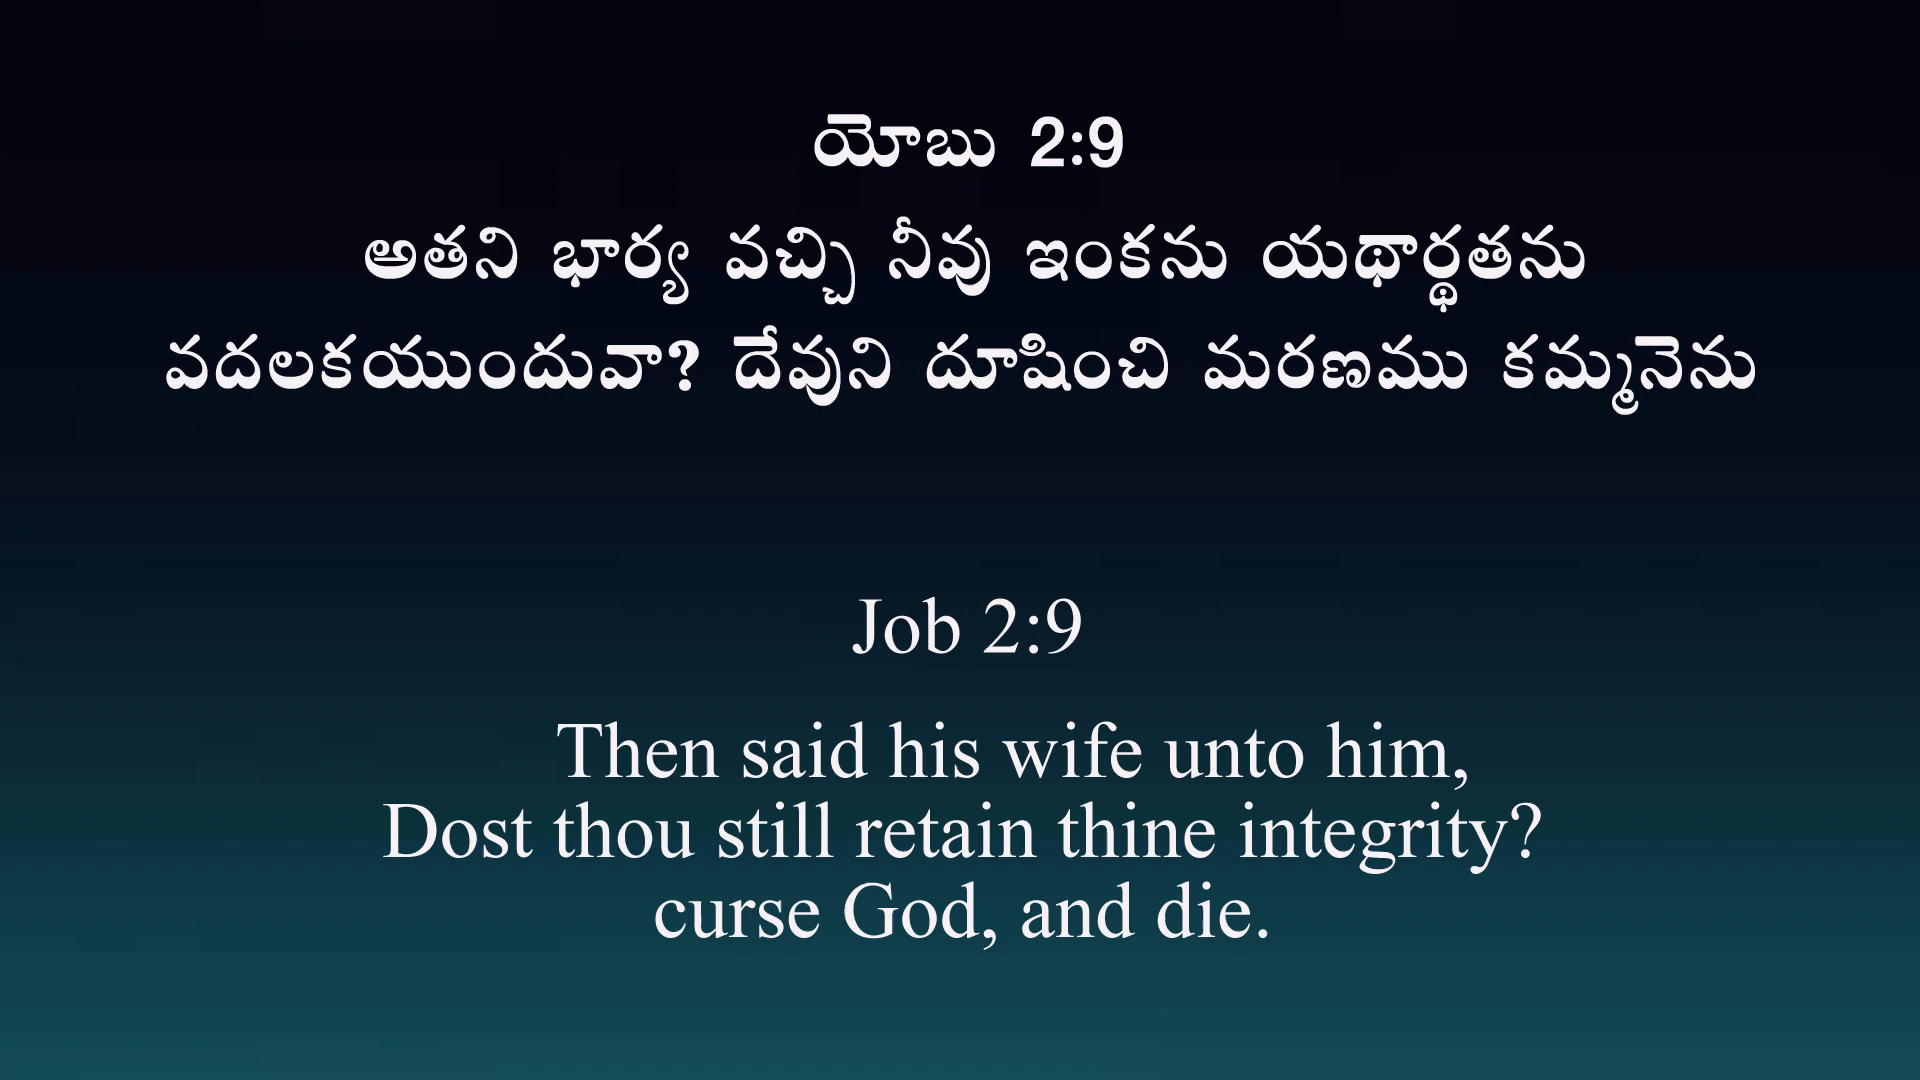 యోబు 2:9
అతని భార్య వచ్చి నీవు ఇంకను యథార్థతను
వదలకయుందువా? దేవుని దూషించి మరణము కమ్మనెను
Job 2:9
Then said his wife unto him,
Dost thou still retain thine integrity?
curse God, and die.